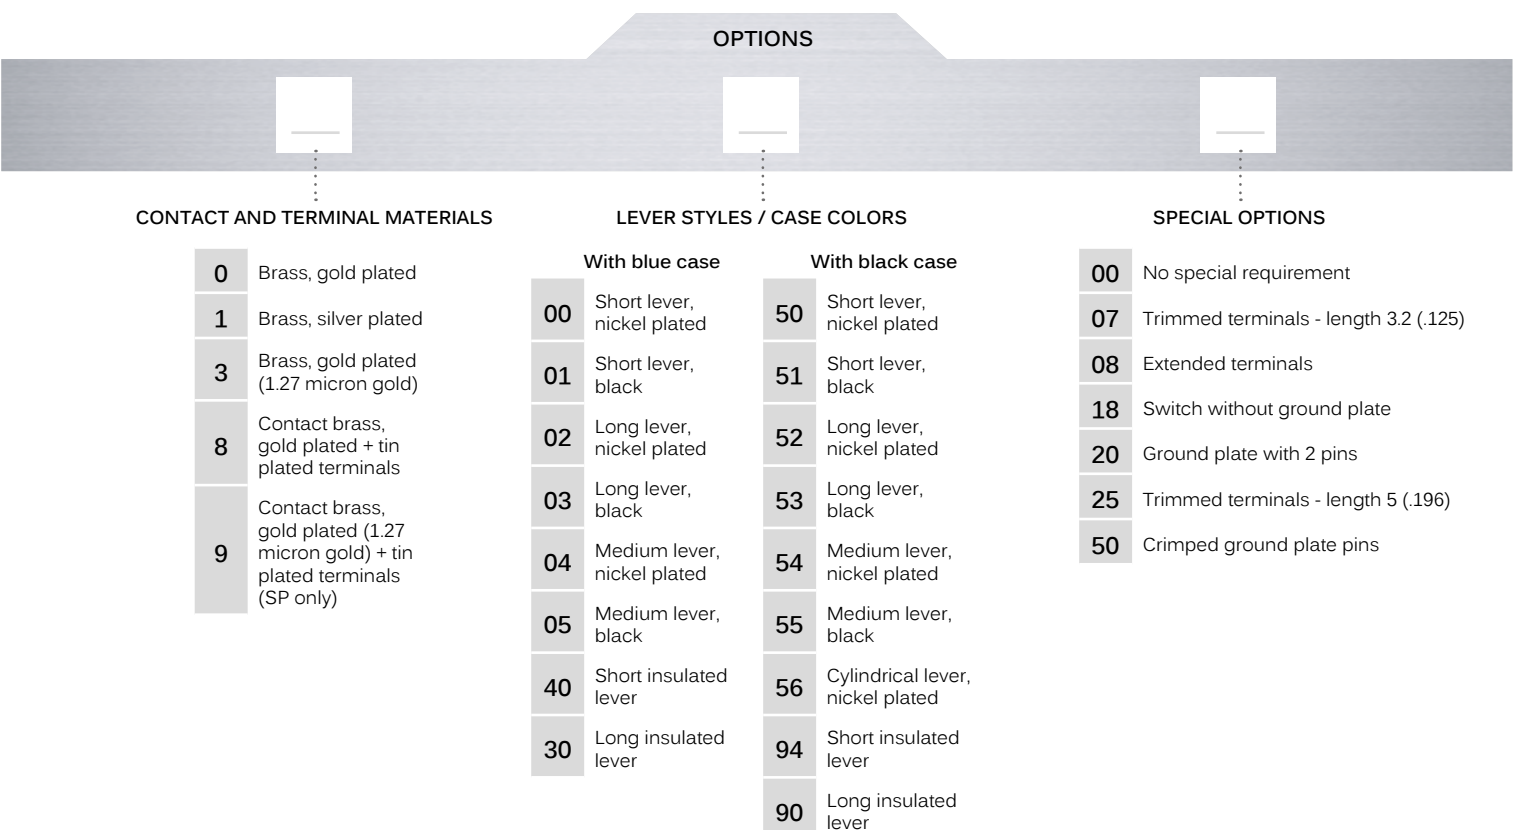 OPTIONS
CONTACT AND TERMINAL MATERIALS
0 Brass, gold plated
1 Brass, silver plated
3 Brass, gold plated
(1.27 micron gold)
8 Contact brass,
gold plated + tin
plated terminals
9 Contact brass,
gold plated (1.27
micron gold) + tin
plated terminals
(SP only)
LEVER STYLES / CASE COLORS
With blue case
00 Short lever,
nickel plated
01 Short lever,
black
02 Long lever,
nickel plated
03 Long lever,
black
04 Medium lever,
nickel plated
05 Medium lever,
black
40 Short insulated
lever
30 Long insulated
lever
With black case
50 Short lever,
nickel plated
51 Short lever,
black
52 Long lever,
nickel plated
53 Long lever,
black
54 Medium lever,
nickel plated
55 Medium lever,
black
56 Cylindrical lever,
nickel plated
94 Short insulated
lever
90 Long insulated
lever
SPECIAL OPTIONS
00 No special requirement
07 Trimmed terminals - length 3.2 (.125)
08 Extended terminals
18 Switch without ground plate
20 Ground plate with 2 pins
25 Trimmed terminals - length 5 (.196)
50 Crimped ground plate pins